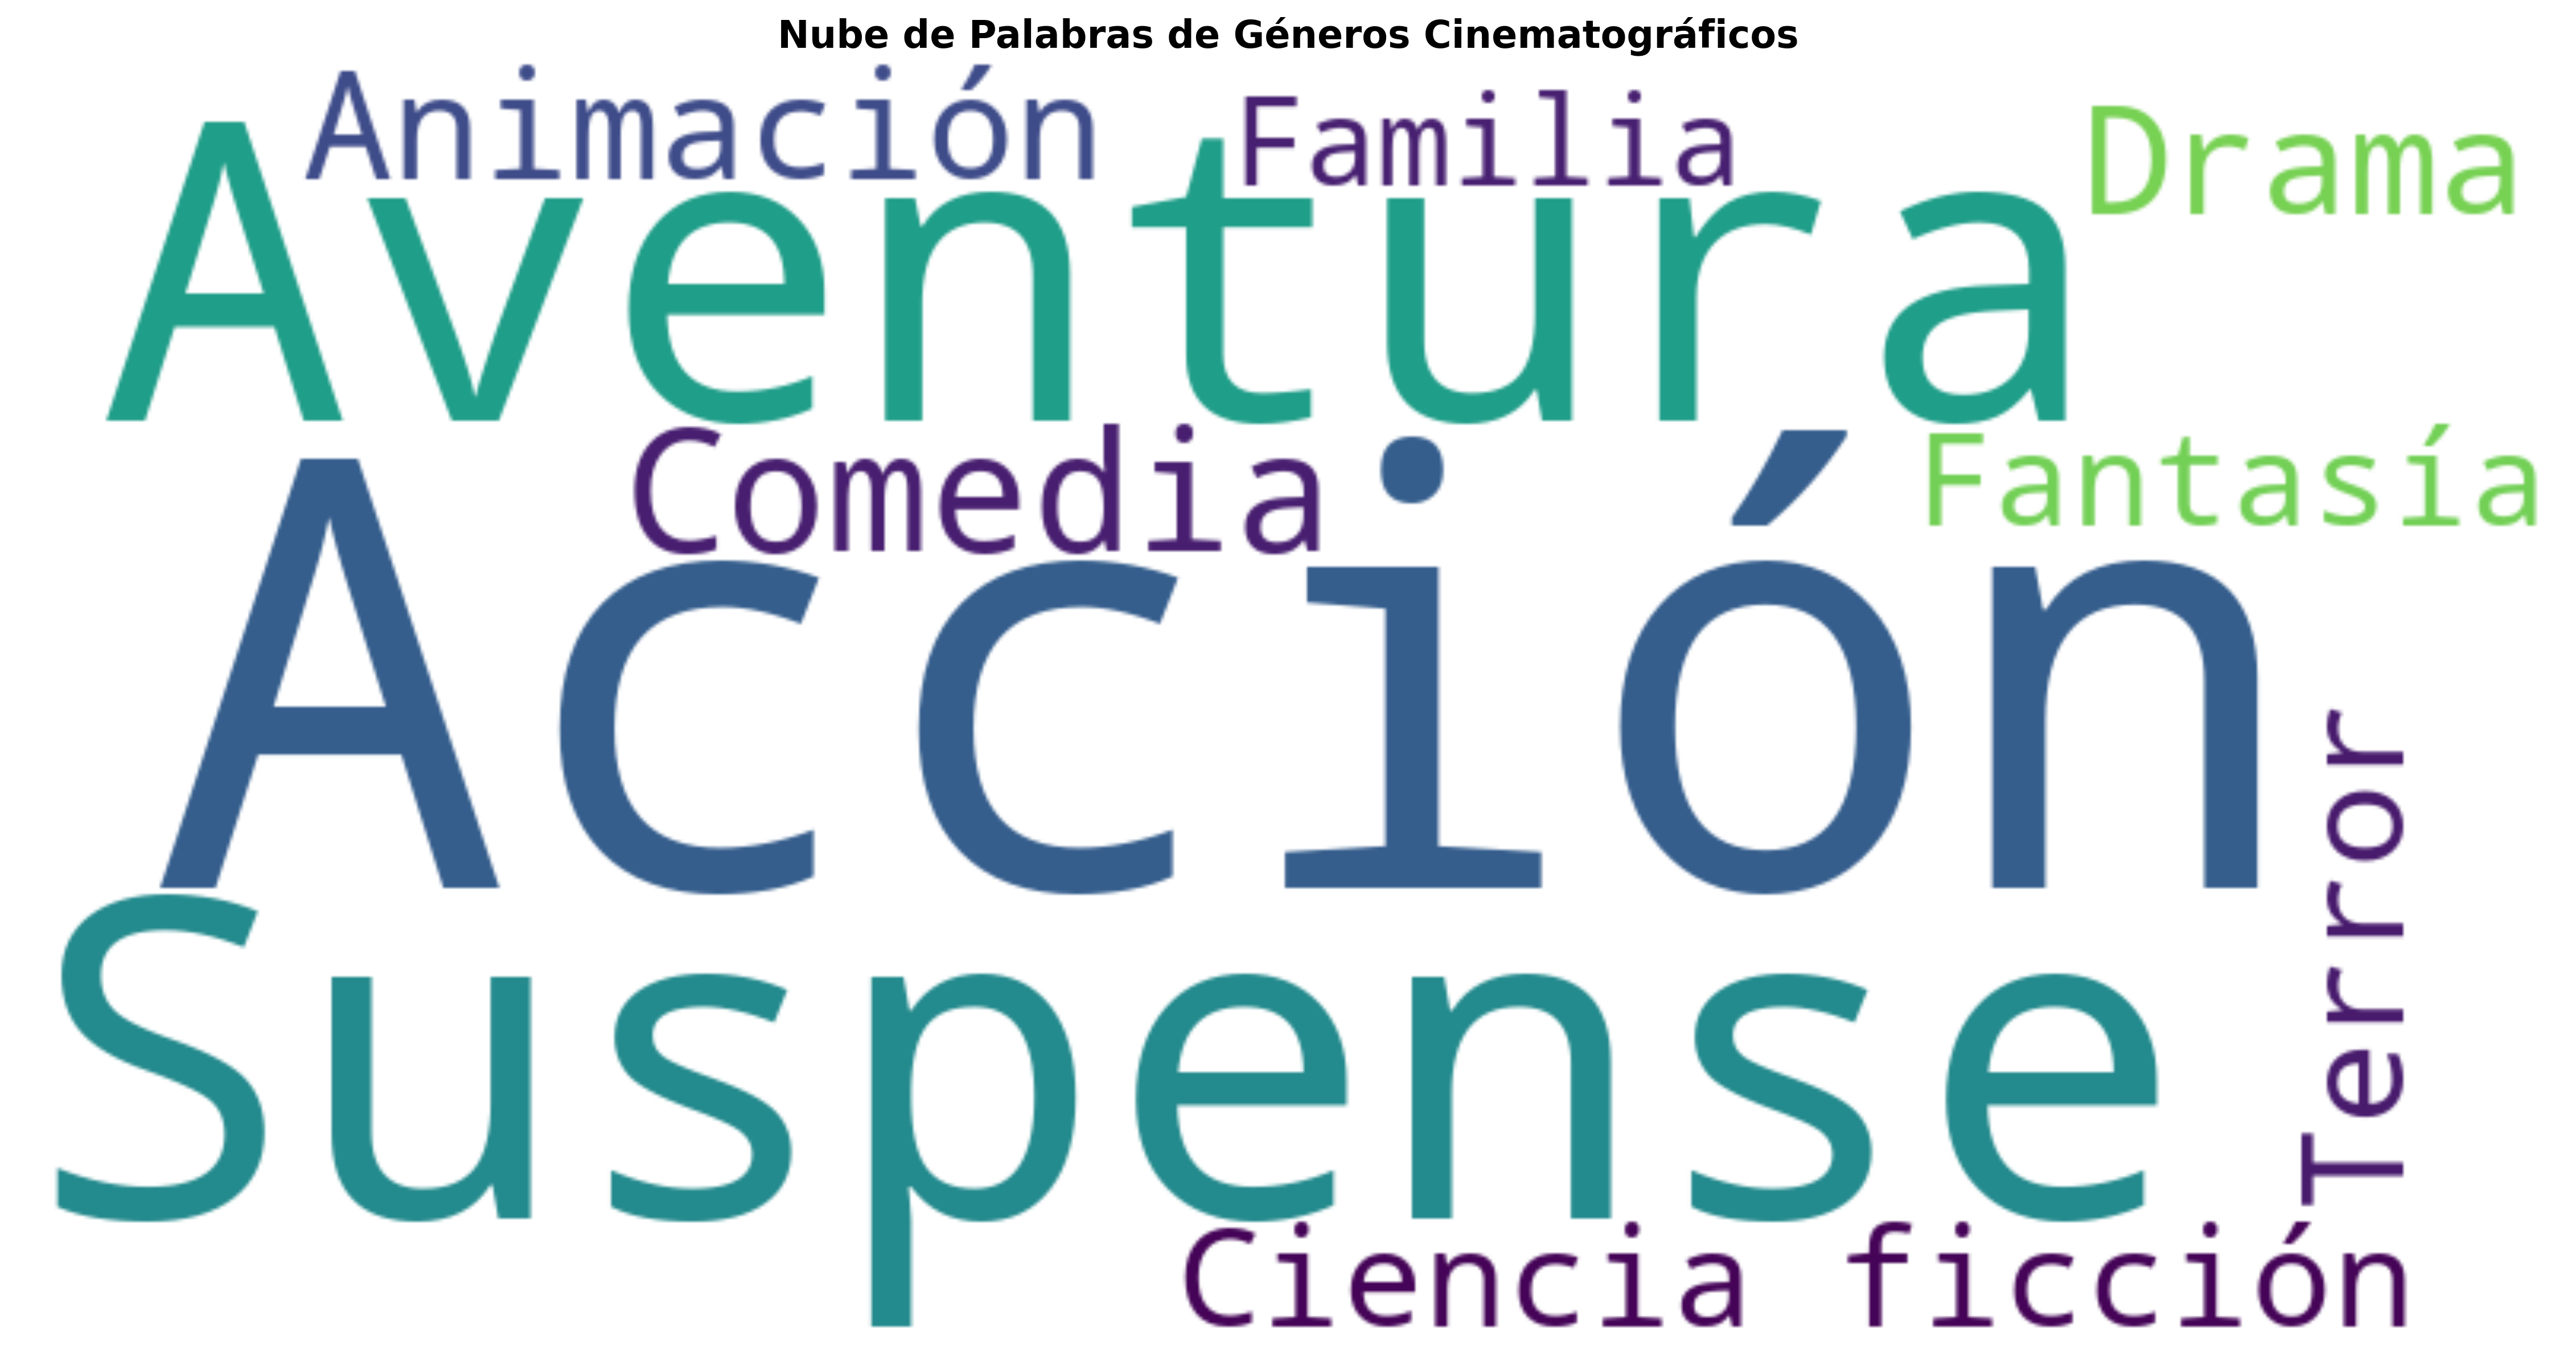 Nube de Palabras de Géneros Cinematográficos
Animación
Familia
Drama
Aventura
Comedia
Fantasía
Acción
Terror
Suspense
Ciencia ficción